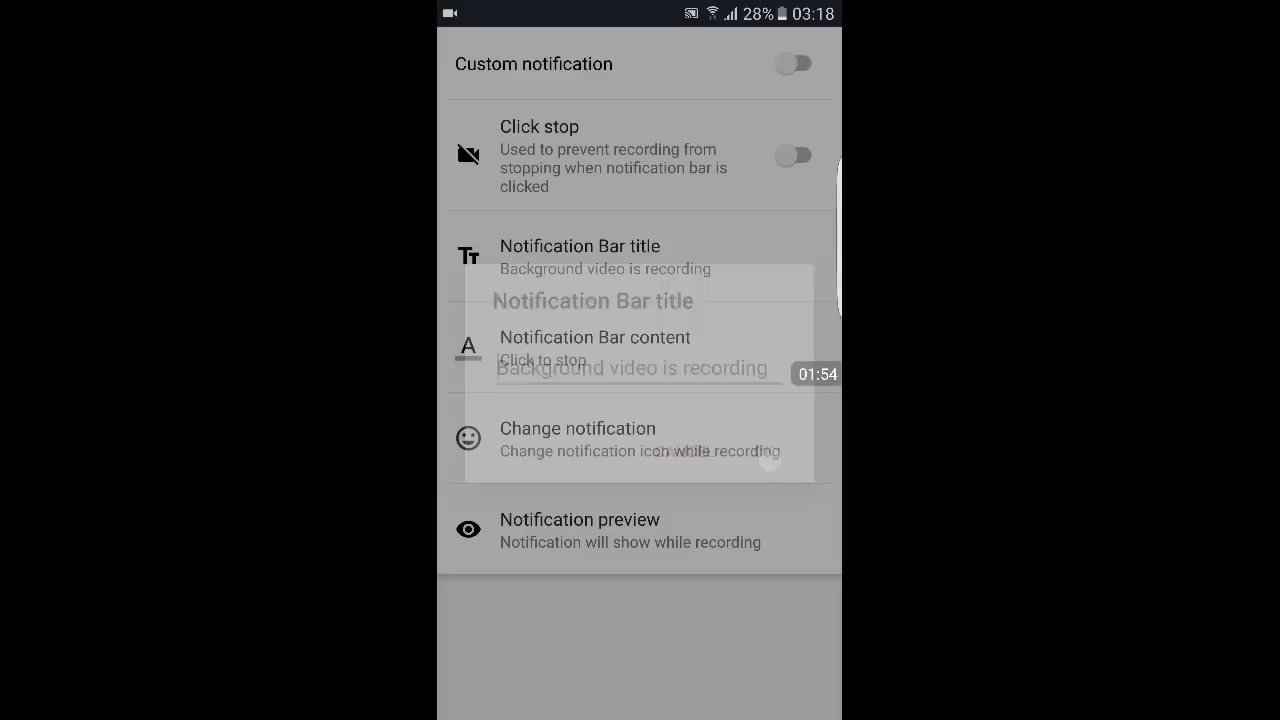 28% 03:18
Custom notification
Click stop
Used to prevent recording from
stopping when notification bar is
clicked
Notification Bar title
Background video is recording
Notification Bar title
Notification Bar content
Click to stop
Background video is recording
01:54
Change notification
Change notification icon while recording
CANCEL
Notification preview
Notification will show while recording